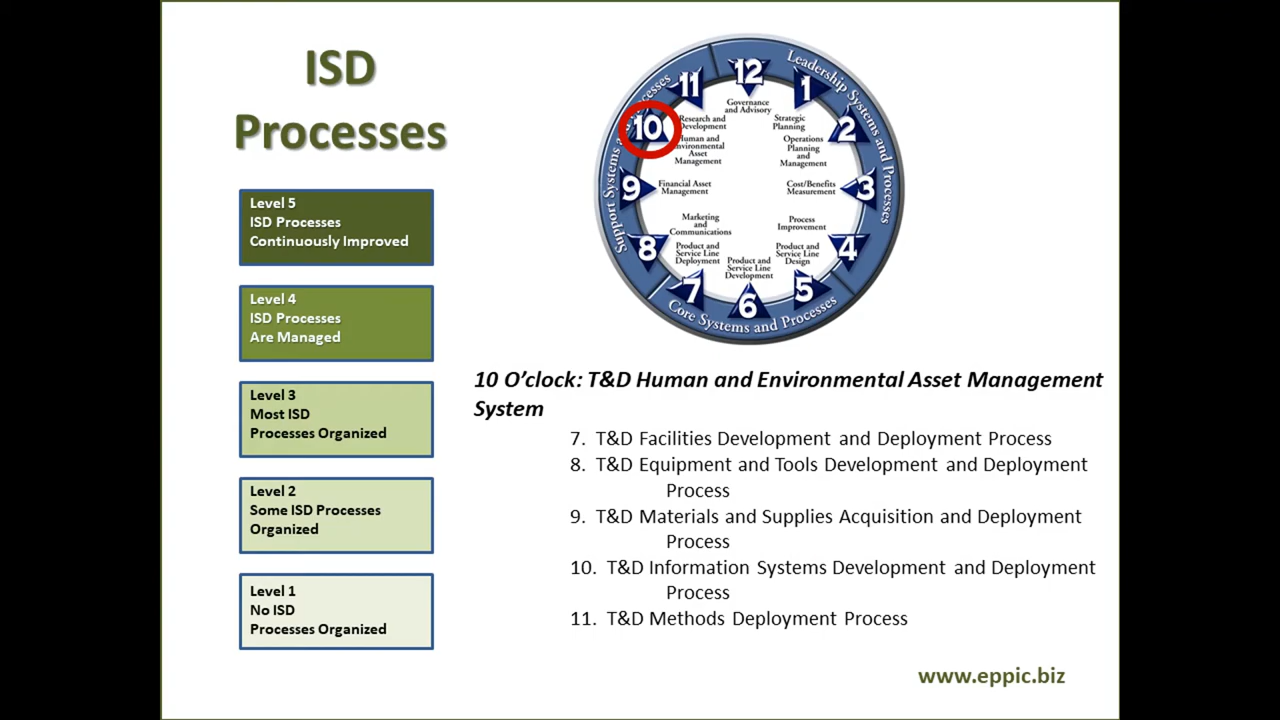 ISD
Processes
Level 5
ISD Processes
Continuously Improved
Level 4
ISD Processes
Are Managed
Level 3
Most ISD
Processes Organized
Level 2
Some ISD Processes
Organized
Level 1
No ISD
Processes Organized
Leadership Systems and Processes
Core Systems and Processes
Support Systems a ocesses
12
Governance
and Advisory
1
Strategic
Planning
2
Operations
Planning
and
Management
3
Cost/Benefits
Measurement
4
Process
Improvement
5
Product and
Service Line
Design
6
Product and
Service Line
Development
7
Product and
Service Line
Deployment
8
Marketing
and
Communications
9
Financial Asset
Management
10
Human and
nvironmental
Asset
Management
11
Research and
Development
10 O’clock: T&D Human and Environmental Asset Management
System
7. T&D Facilities Development and Deployment Process
8. T&D Equipment and Tools Development and Deployment
Process
9. T&D Materials and Supplies Acquisition and Deployment
Process
10. T&D Information Systems Development and Deployment
Process
11. T&D Methods Deployment Process
www.eppic.biz